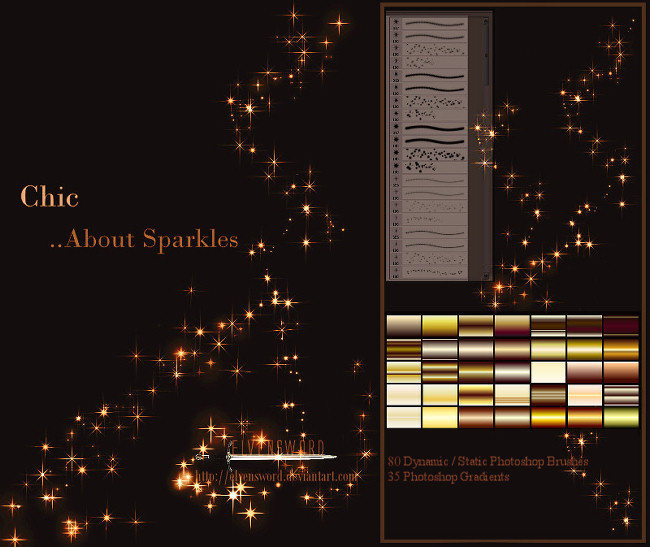 Chic
..About Sparkles
ELVENSWORD
http://elvensword.deviantart.com
80 Dynamic / Static Photoshop Brushes
35 Photoshop Gradients